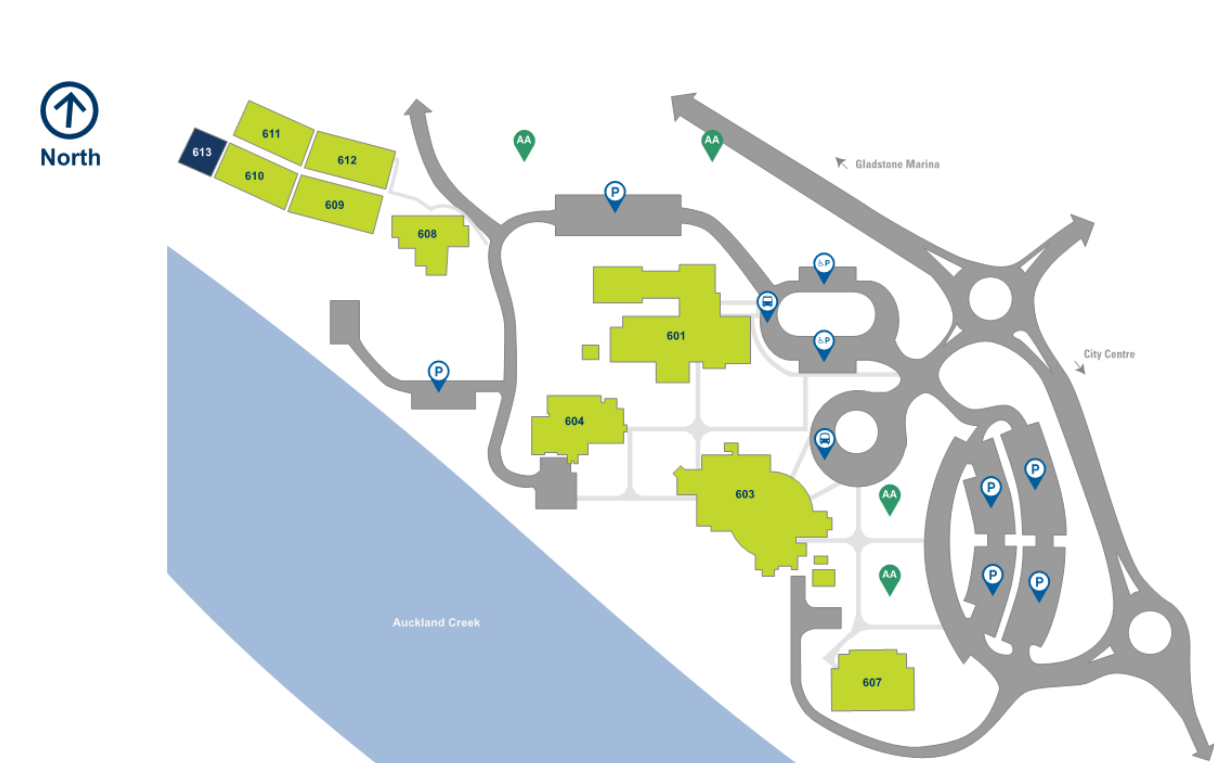 North
611
613
612
610
609
608
AA
AA
Gladstone Marina
P
P
601
City Centre
P
604
603
AA
P
P
AA
P
P
Auckland Creek
607
P